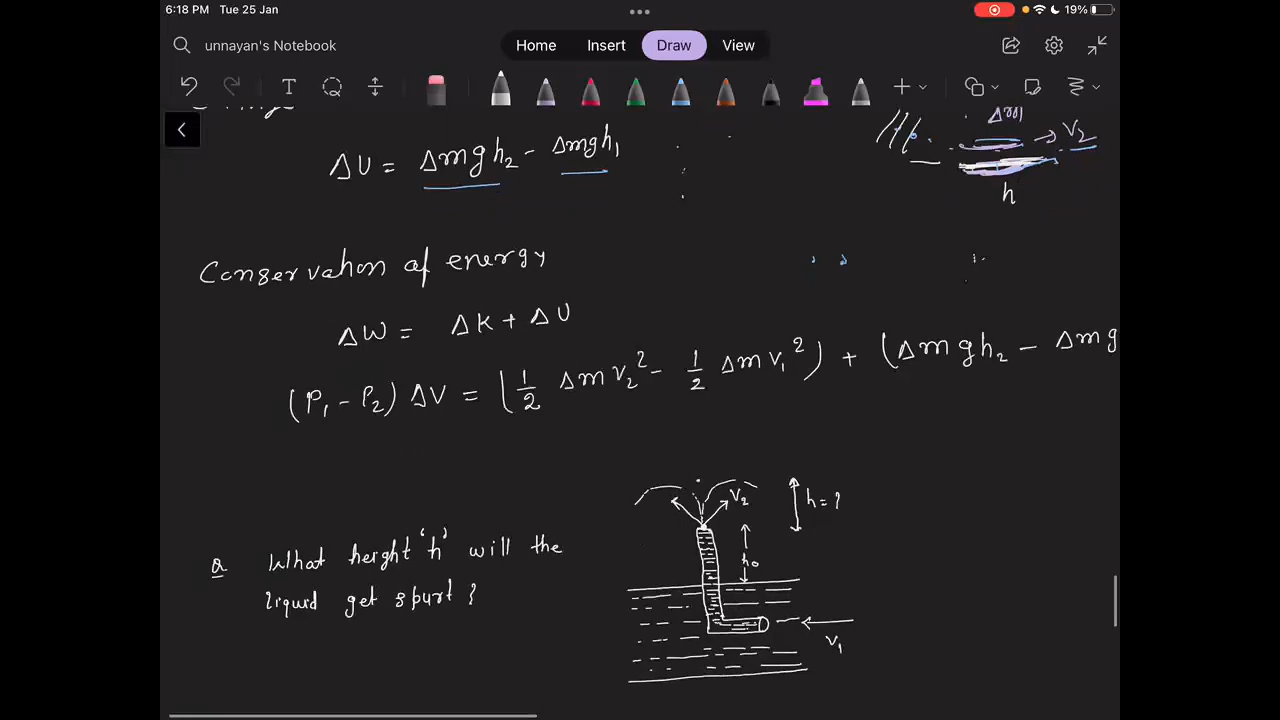 6:18 PM Tue 25 Jan
19%
unnayan's Notebook
Home Insert Draw View
ΔU = Δmgh₂ - Δmgh₁
Δm
→ V₂
h
Conservation of energy
ΔW = ΔK + ΔU
(P₁ - P₂) ΔV = (1/2 Δm V₂² - 1/2 Δm V₁²) + (Δmgh₂ - Δmg
V₂
h = ?
h₀
V₁
Q What height 'h' will the
liquid get spurt?